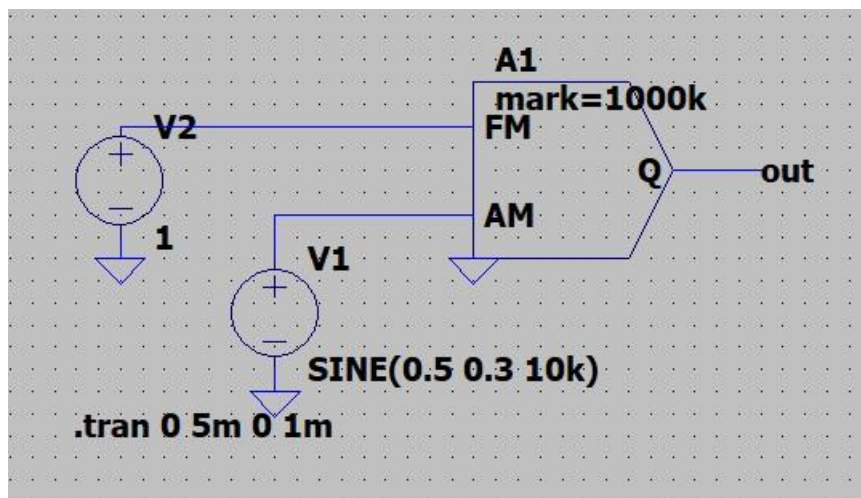 A1
mark=1000k
V2
FM
Q
out
AM
1
V1
SINE(0.5 0.3 10k)
.tran 0 5m 0 1m